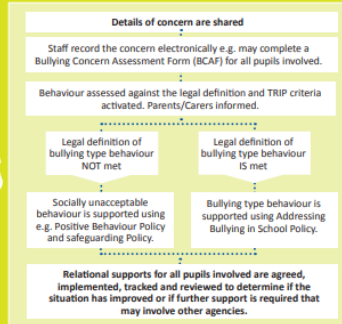 Details of concern are shared
Staff record the concern electronically e.g. may complete a
Bullying Concern Assessment Form (BCAF) for all pupils involved.
Behaviour assessed against the legal definition and TRIP criteria
activated. Parents/Carers informed.
Legal definition of
bullying type behaviour
NOT met
Legal definition of
bullying type behaviour
IS met
Socially unacceptable
behaviour is supported using
e.g. Positive Behaviour Policy
and safeguarding Policy.
Bullying type behaviour is
supported using Addressing
Bullying in School Policy.
Relational supports for all pupils involved are agreed,
implemented, tracked and reviewed to determine if the
situation has improved or if further support is required that
may involve other agencies.